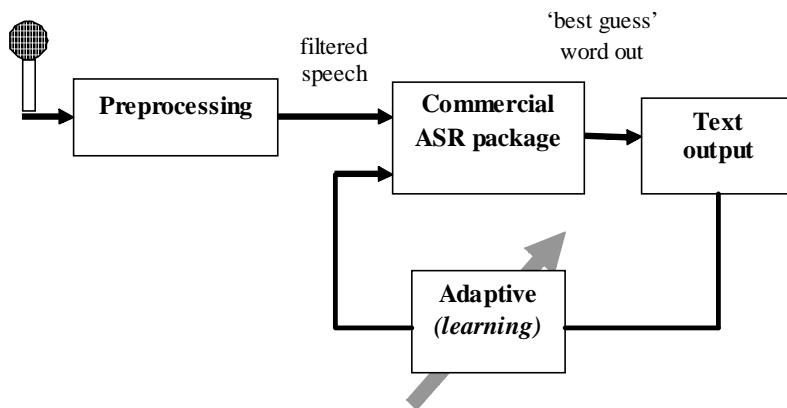 Preprocessing
filtered
speech
Commercial
ASR package
‘best guess’
word out
Text
output
Adaptive
(learning)